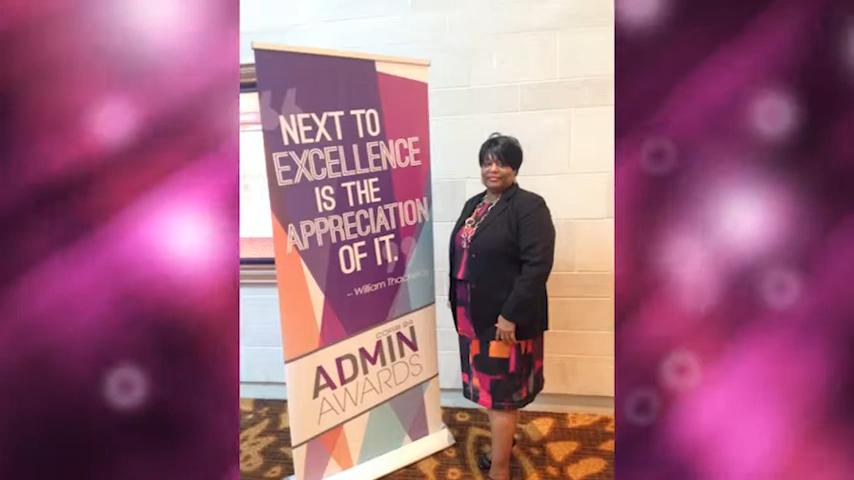 NEXT TO
EXCELLENCE
IS THE
APPRECIATION
OF IT.
ADMIN
AWARDS